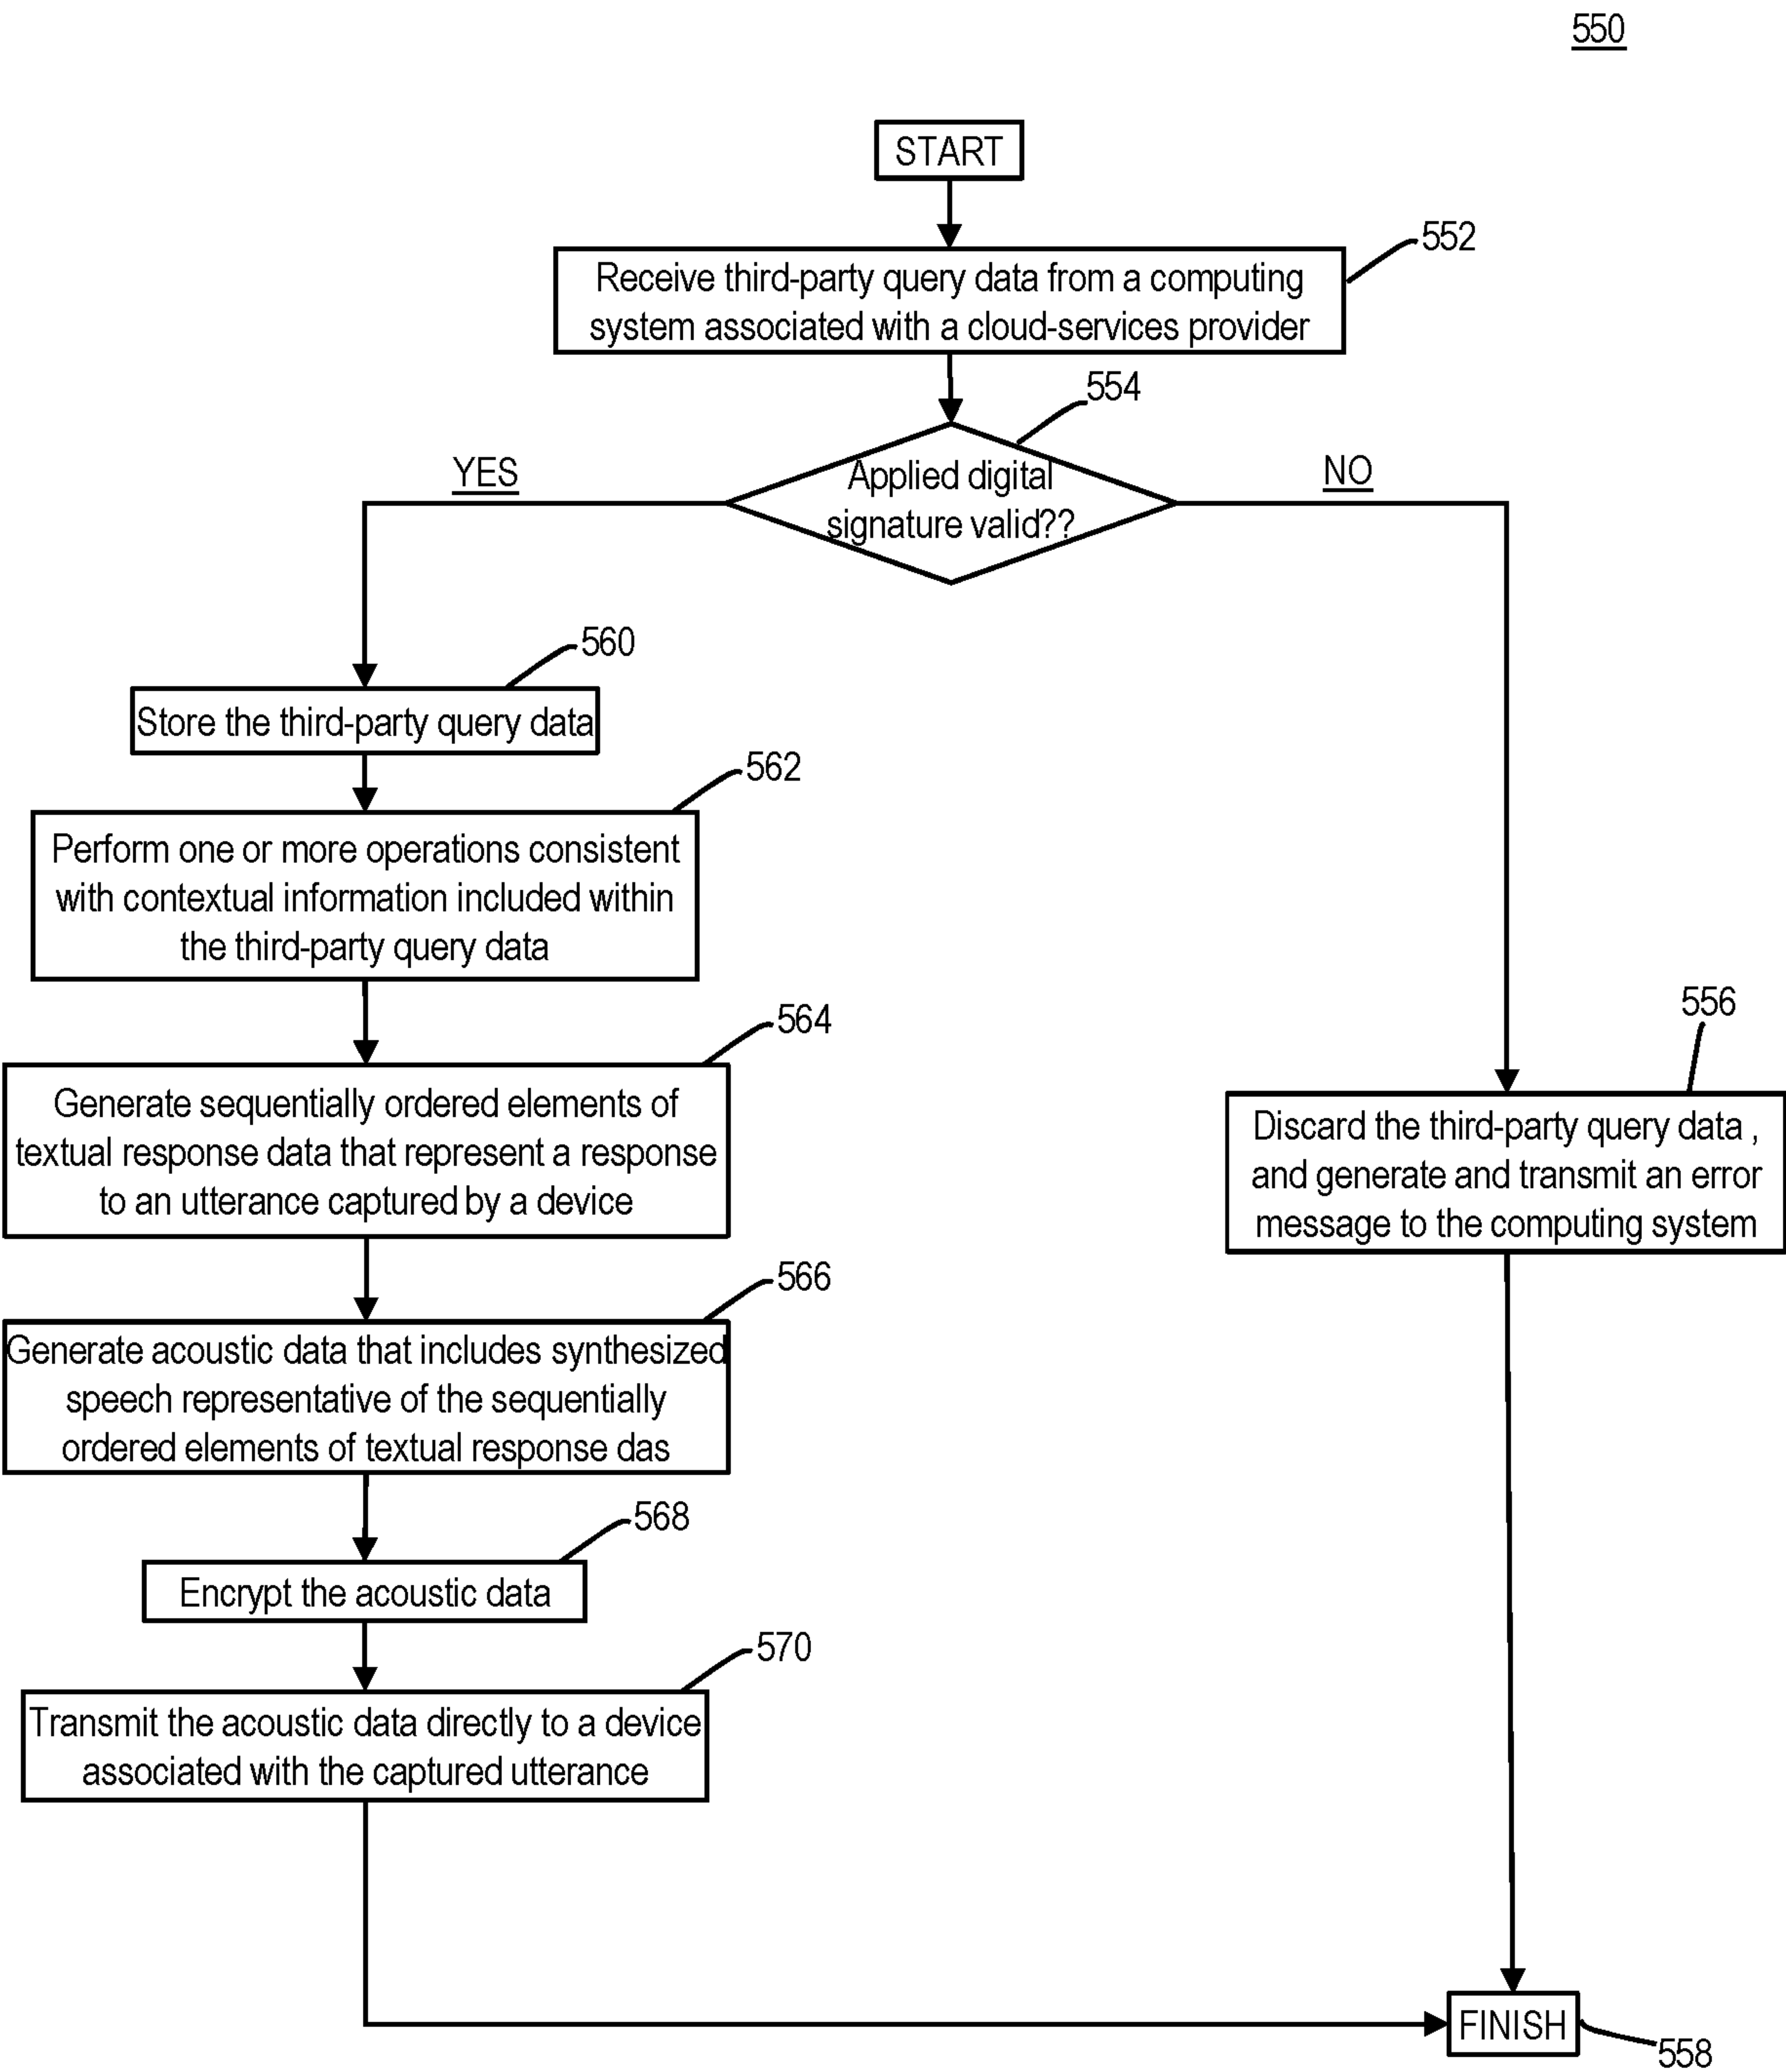 550
START
552
Receive third-party query data from a computing
system associated with a cloud-services provider
554
YES
NO
Applied digital
signature valid??
560
Store the third-party query data
562
Perform one or more operations consistent
with contextual information included within
the third-party query data
564
Generate sequentially ordered elements of
textual response data that represent a response
to an utterance captured by a device
556
Discard the third-party query data ,
and generate and transmit an error
message to the computing system
566
Generate acoustic data that includes synthesized
speech representative of the sequentially
ordered elements of textual response das
568
Encrypt the acoustic data
570
Transmit the acoustic data directly to a device
associated with the captured utterance
FINISH
558